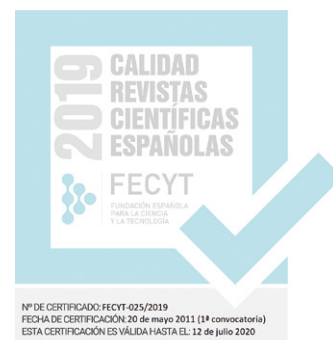 2019
CALIDAD
REVISTAS
CIENTÍFICAS
ESPAÑOLAS
FECYT
FUNDACIÓN ESPAÑOLA
PARA LA CIENCIA
Y LA TECNOLOGÍA
Nº DE CERTIFICADO: FECYT-025/2019
FECHA DE CERTIFICACIÓN: 20 de mayo 2011 (1ª convocatoria)
ESTA CERTIFICACIÓN ES VÁLIDA HASTA EL: 12 de julio 2020